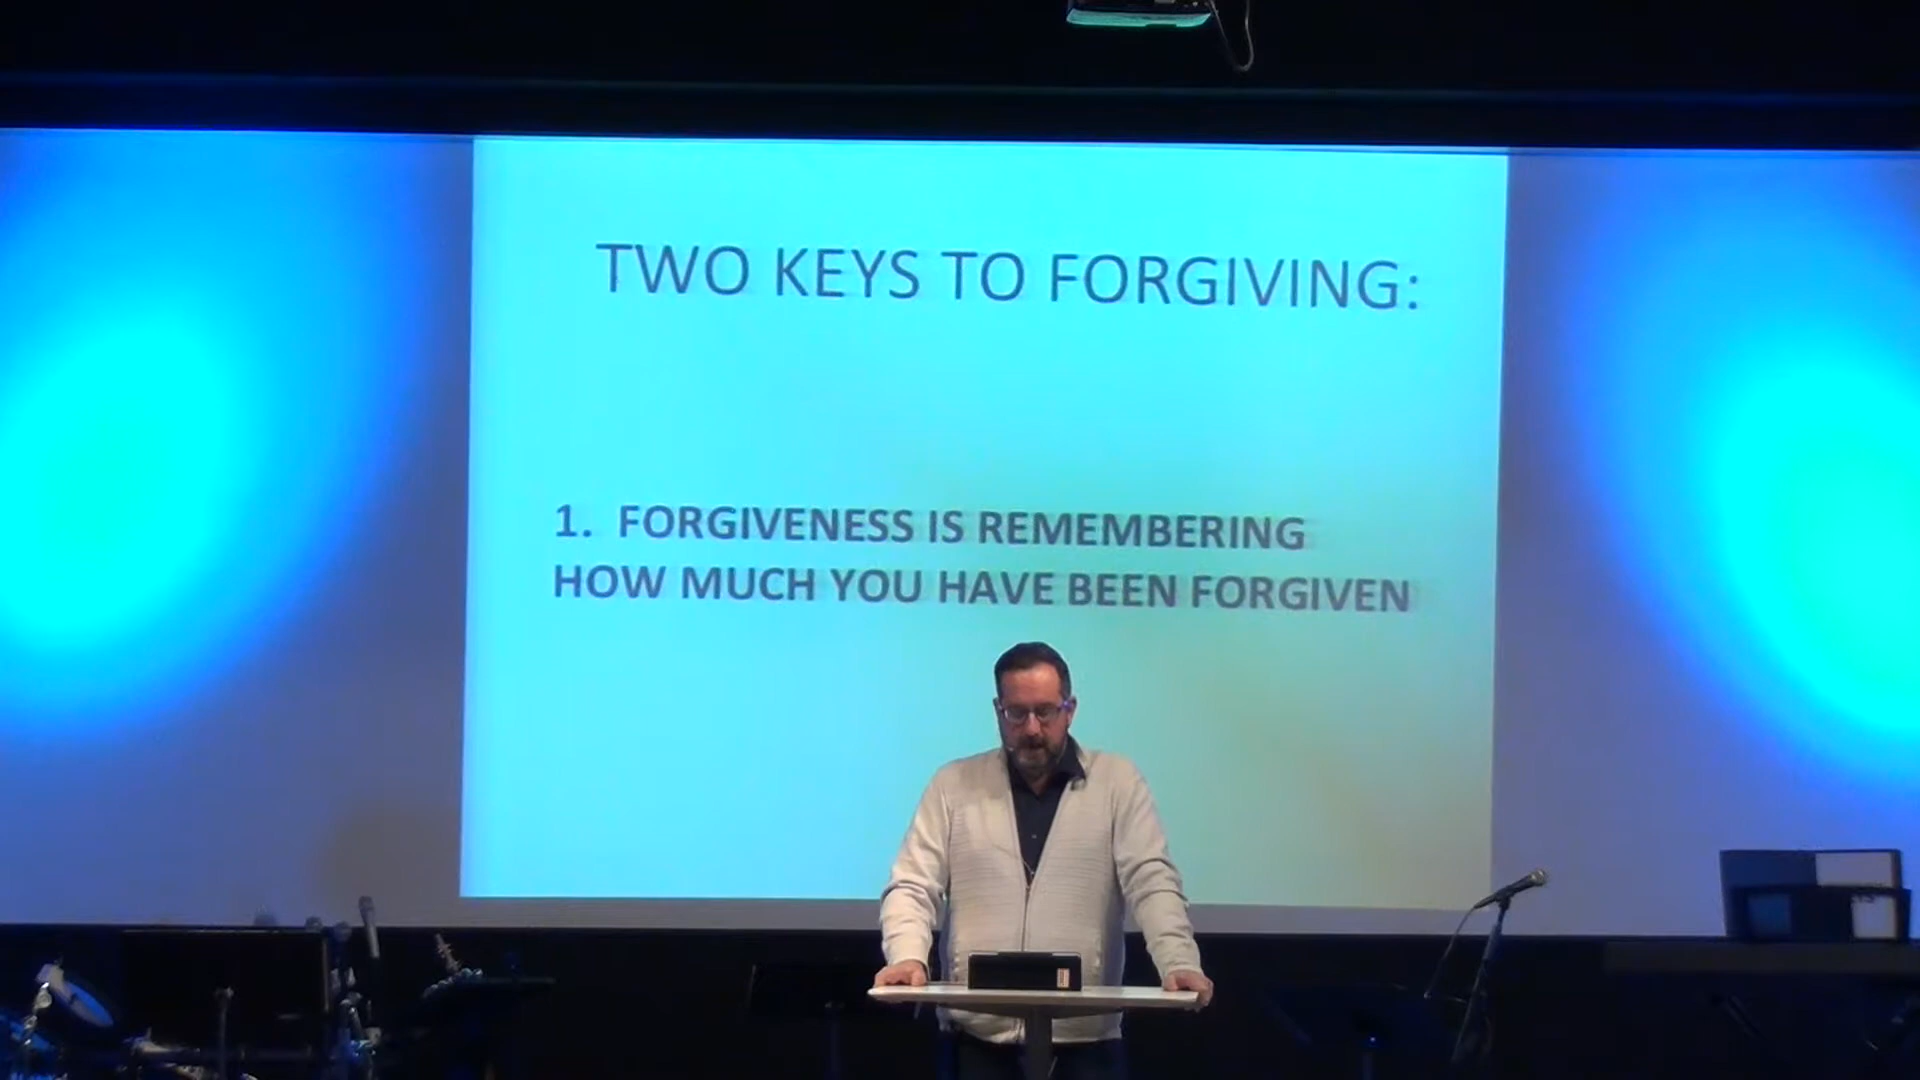 TWO KEYS TO FORGIVING:
1. FORGIVENESS IS REMEMBERING
HOW MUCH YOU HAVE BEEN FORGIVEN